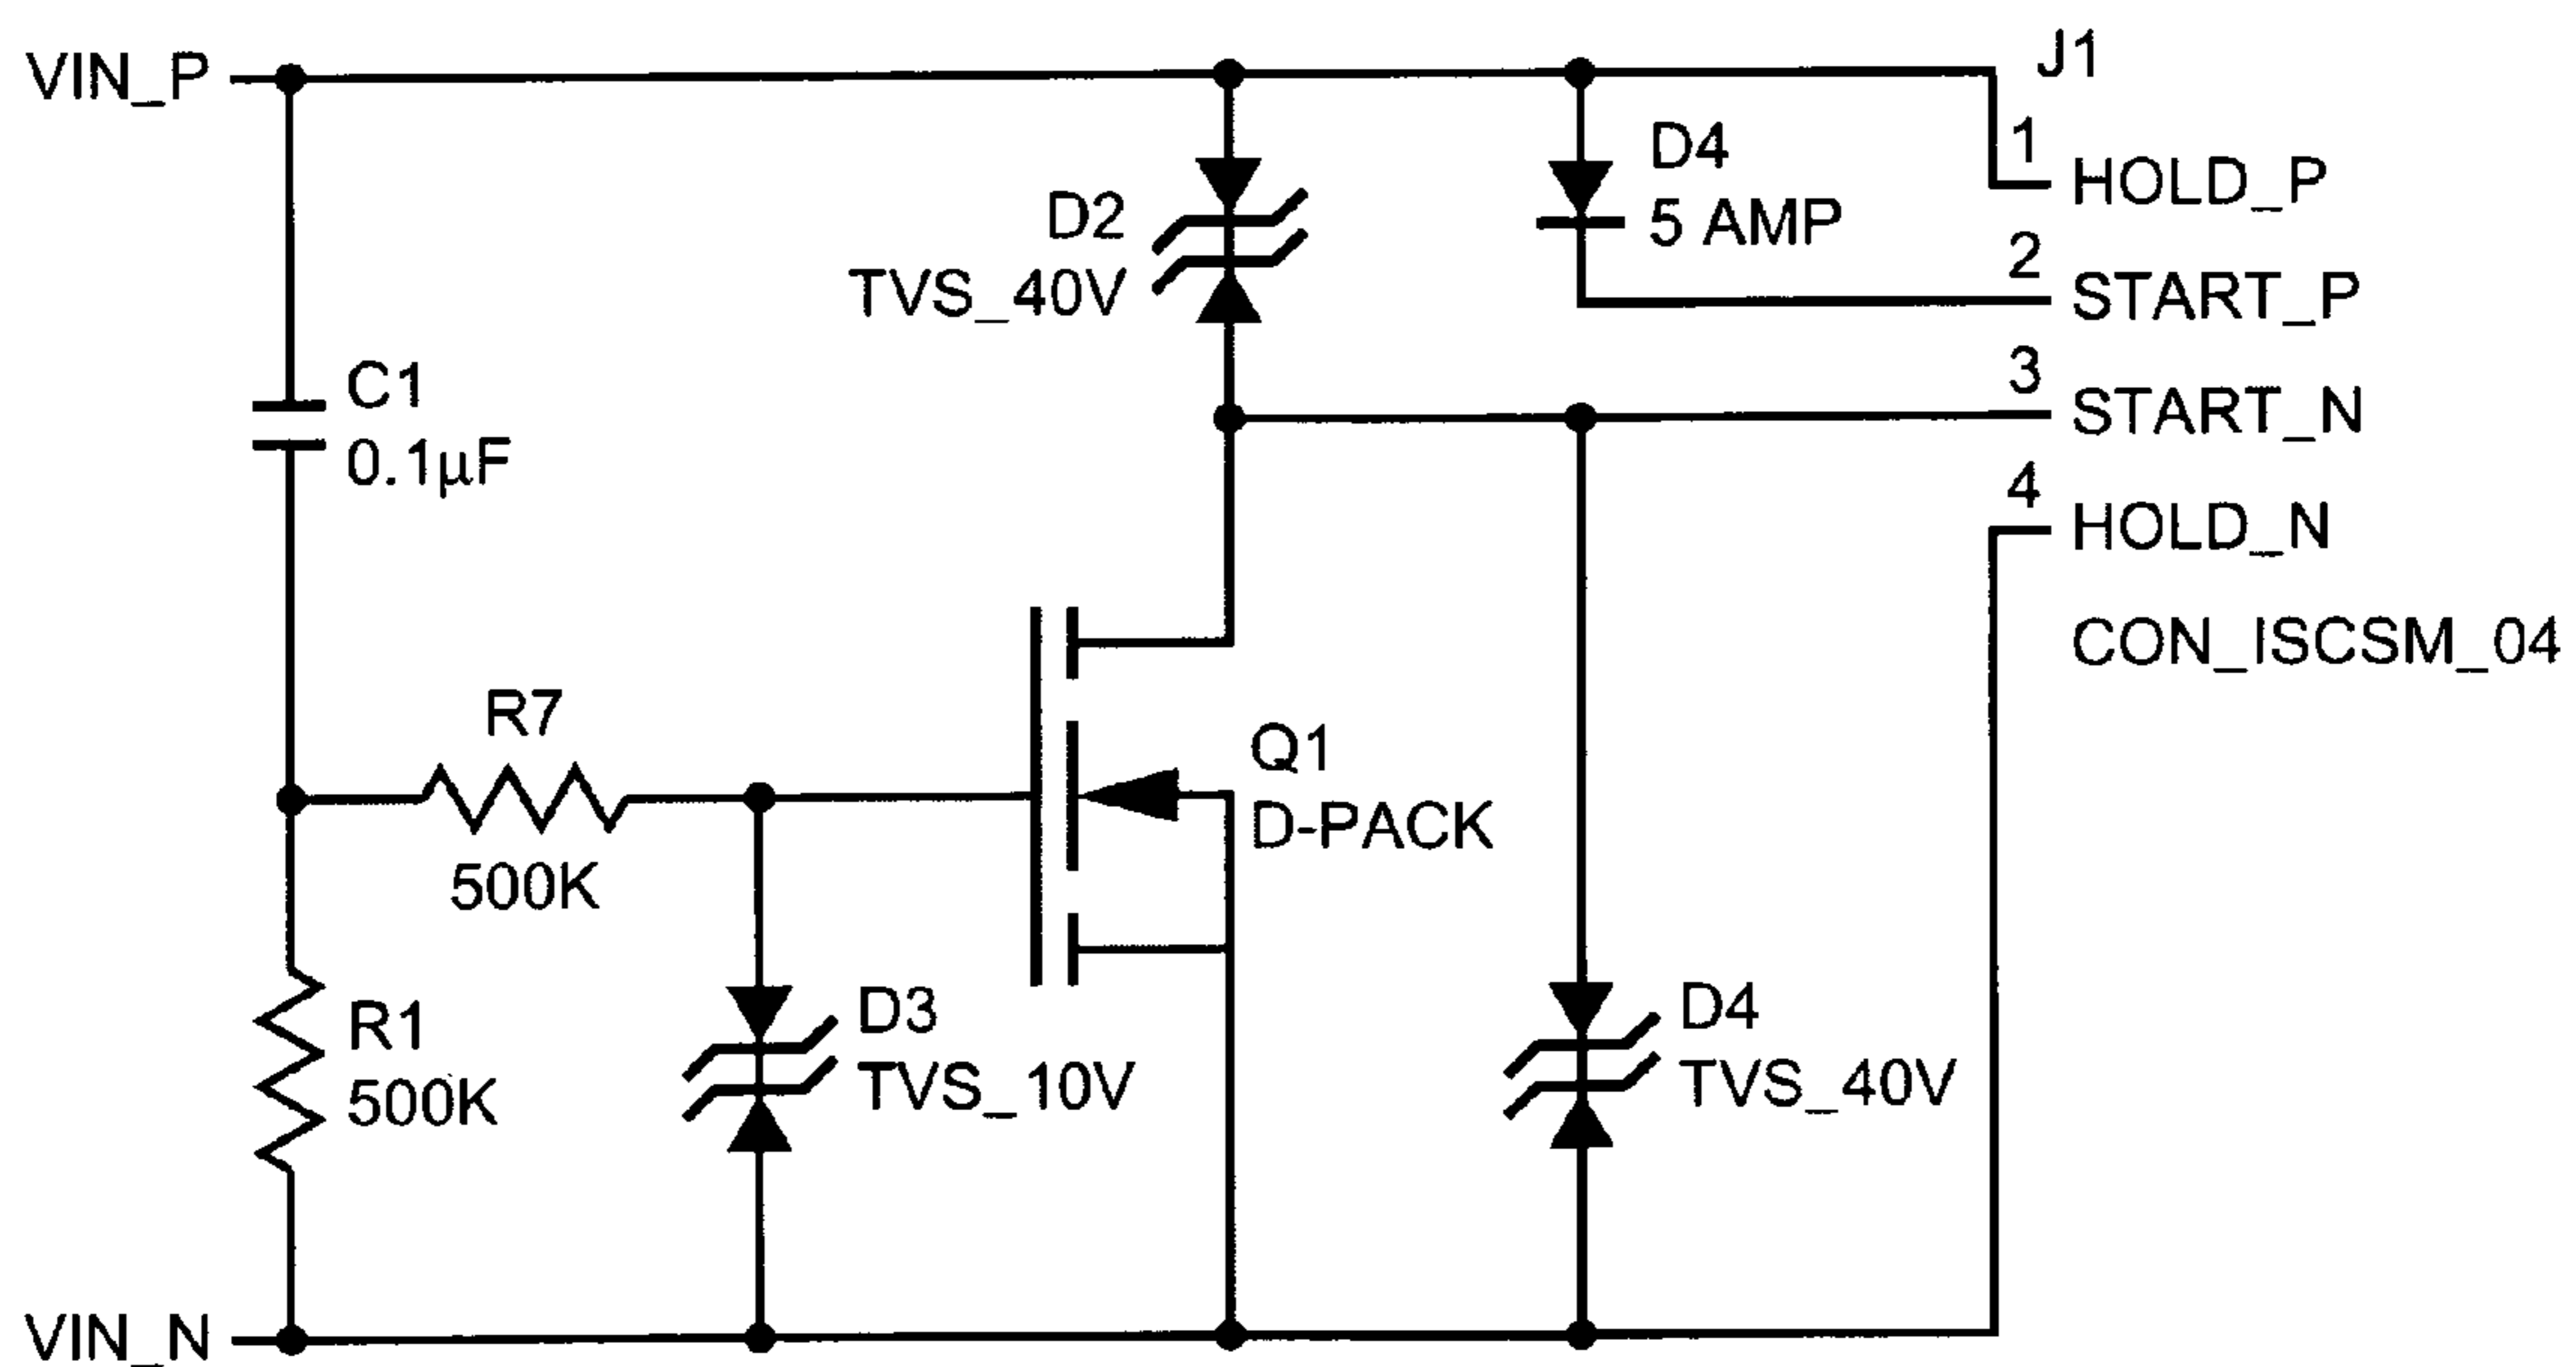 VIN_P
J1
1
HOLD_P
D4
5 AMP
2
START_P
D2
TVS_40V
3
START_N
C1
0.1µF
4
HOLD_N
CON_ISCSM_04
R7
500K
Q1
D-PACK
R1
500K
D3
TVS_10V
D4
TVS_40V
VIN_N